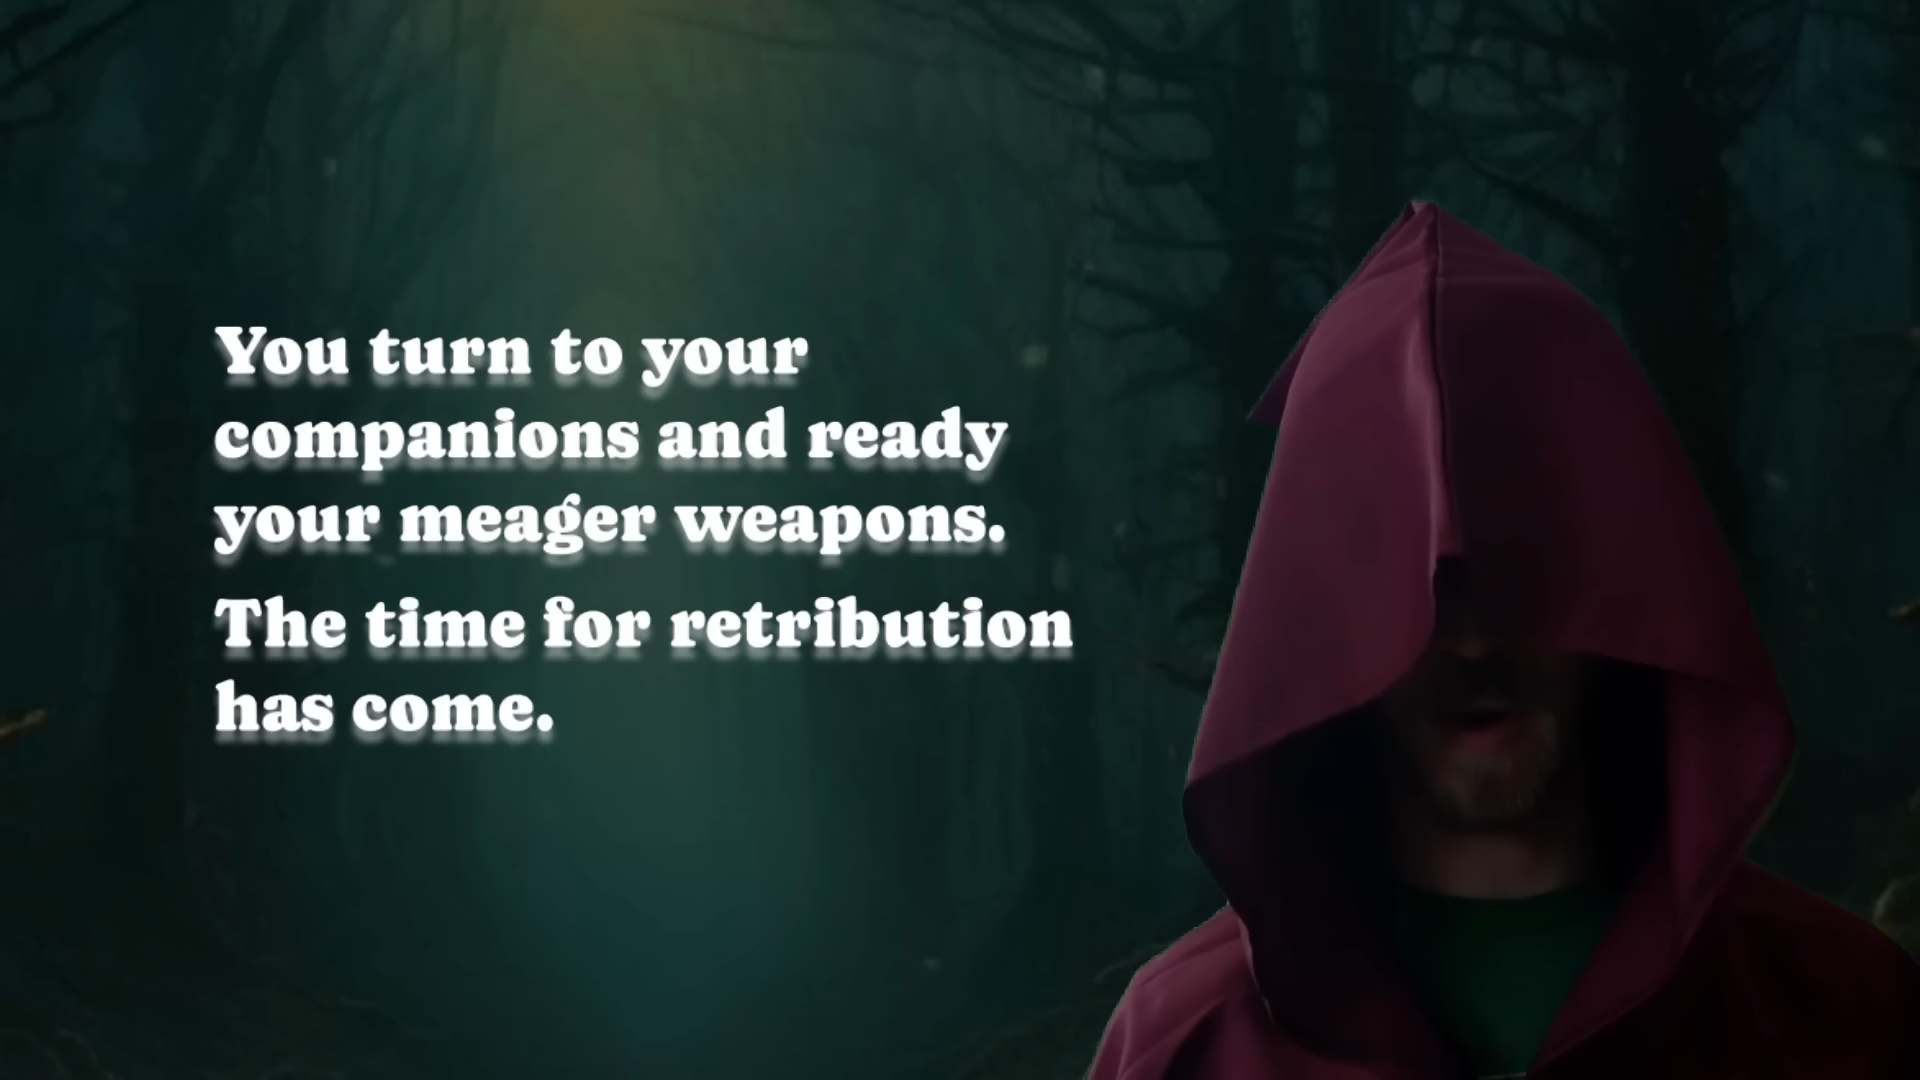 You turn to your
companions and ready
your meager weapons.
The time for retribution
has come.